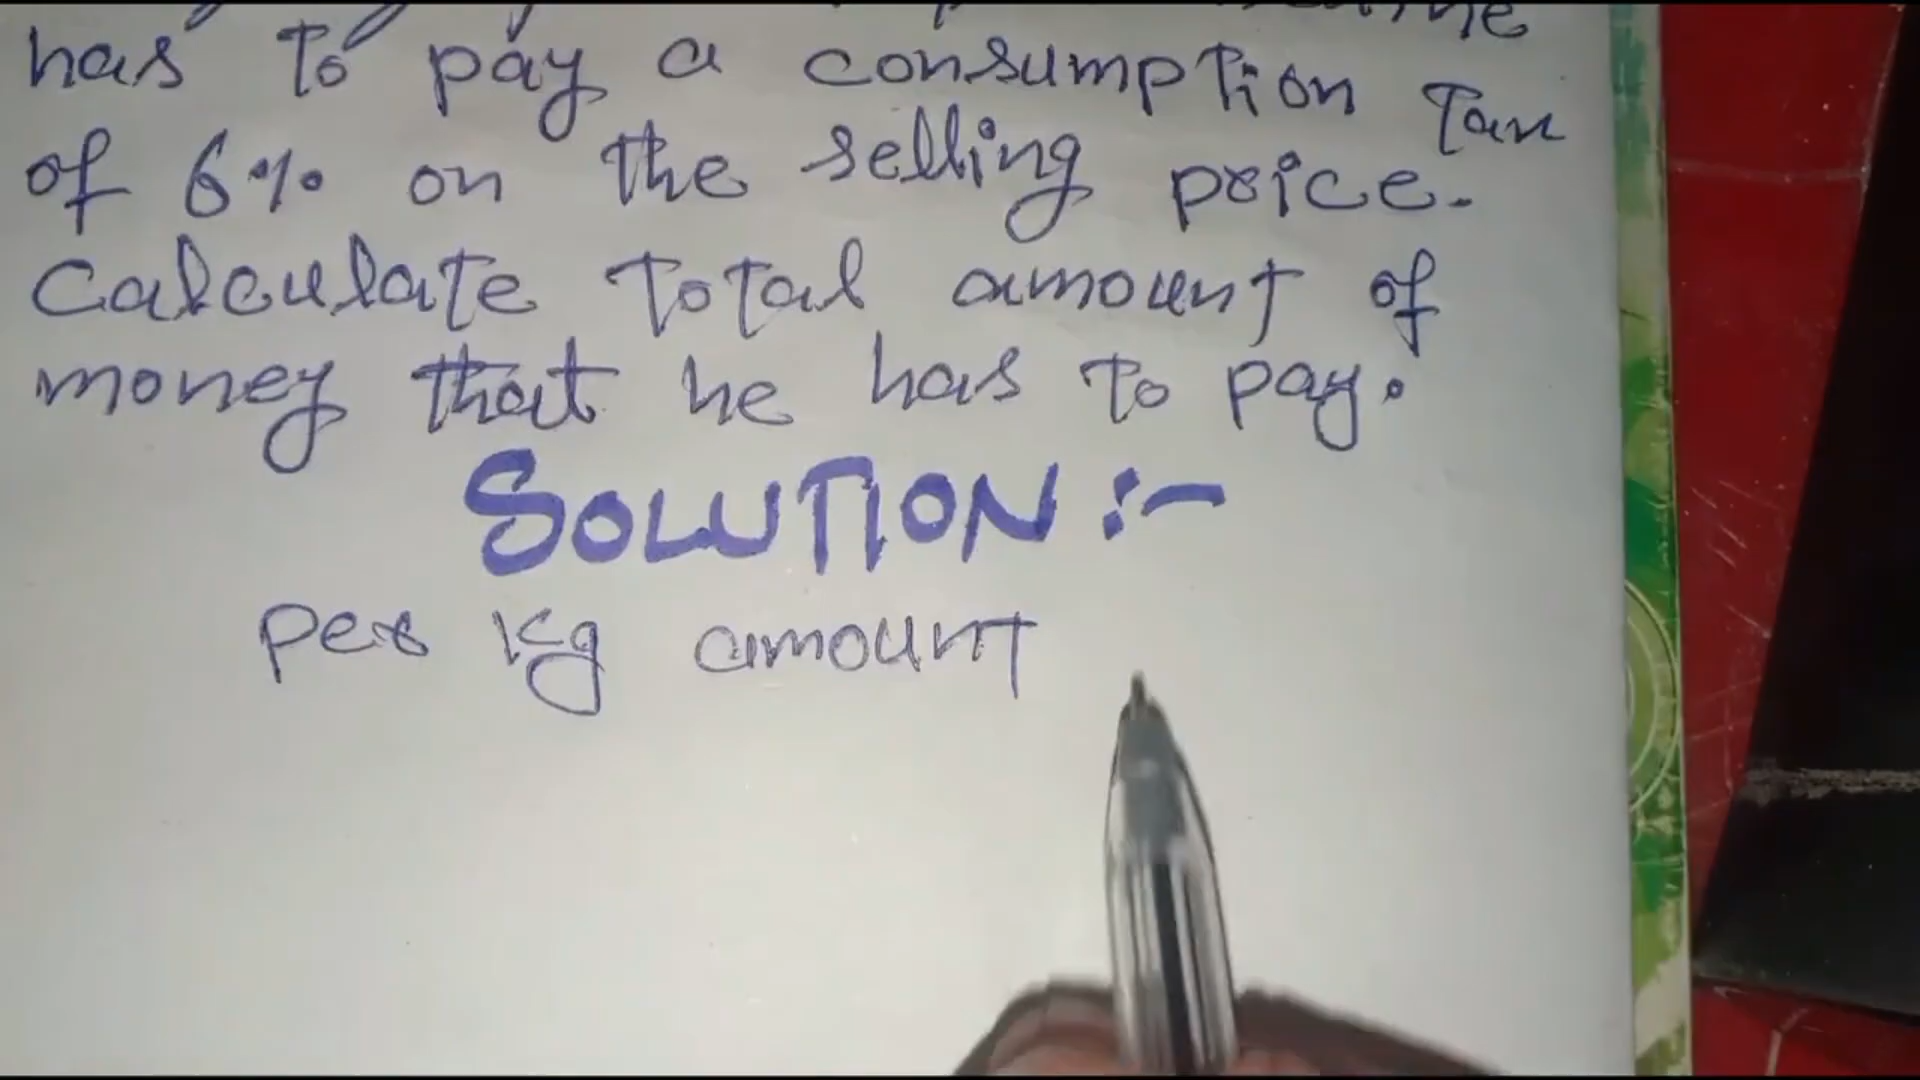 has to pay a consumption Tax
of 6% on the selling price.
Calculate Total amount of
money that he has to pay.
SOLUTION :-
per kg amount